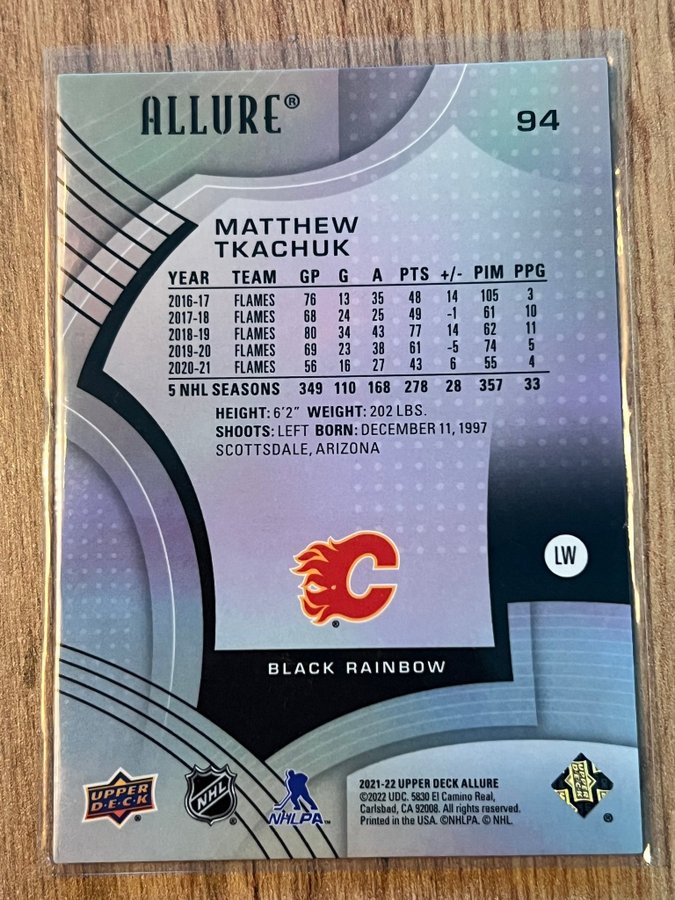 ALLURE®
94
MATTHEW
TKACHUK
YEAR TEAM GP G A PTS +/- PIM PPG
2016-17 FLAMES 76 13 35 48 14 105 3
2017-18 FLAMES 68 24 25 49 -1 61 10
2018-19 FLAMES 80 34 43 77 14 62 11
2019-20 FLAMES 69 23 38 61 -5 74 5
2020-21 FLAMES 56 16 27 43 6 55 4
5 NHL SEASONS 349 110 168 278 28 357 33
HEIGHT: 6'2" WEIGHT: 202 LBS.
SHOOTS: LEFT BORN: DECEMBER 11, 1997
SCOTTSDALE, ARIZONA
C
®
LW
BLACK RAINBOW
UPPER
D·E·C·K
®
NHL
®
NHLPA
2021-22 UPPER DECK ALLURE
©2022 UDC. 5830 El Camino Real,
Carlsbad, CA 92008. All rights reserved.
Printed in the USA. ©NHLPA. © NHL.
UPPER
DECK
®